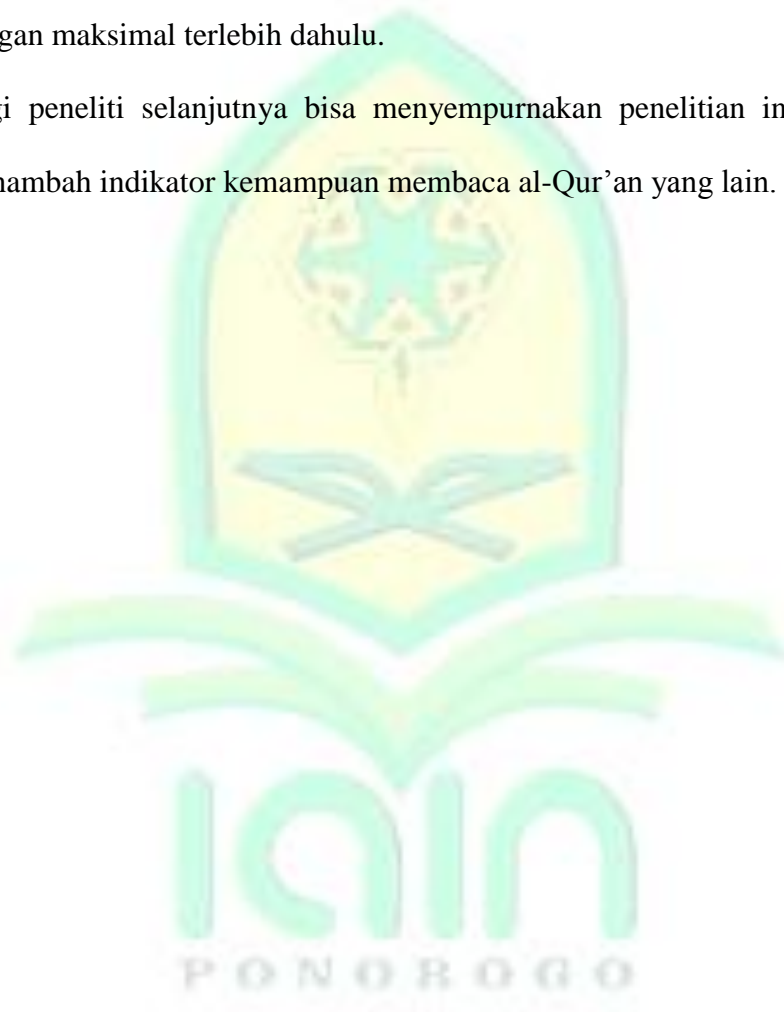 gan maksimal terlebih dahulu.
gi peneliti selanjutnya bisa menyempurnakan penelitian in
nambah indikator kemampuan membaca al-Qur’an yang lain.
IAIN
PONOROGO